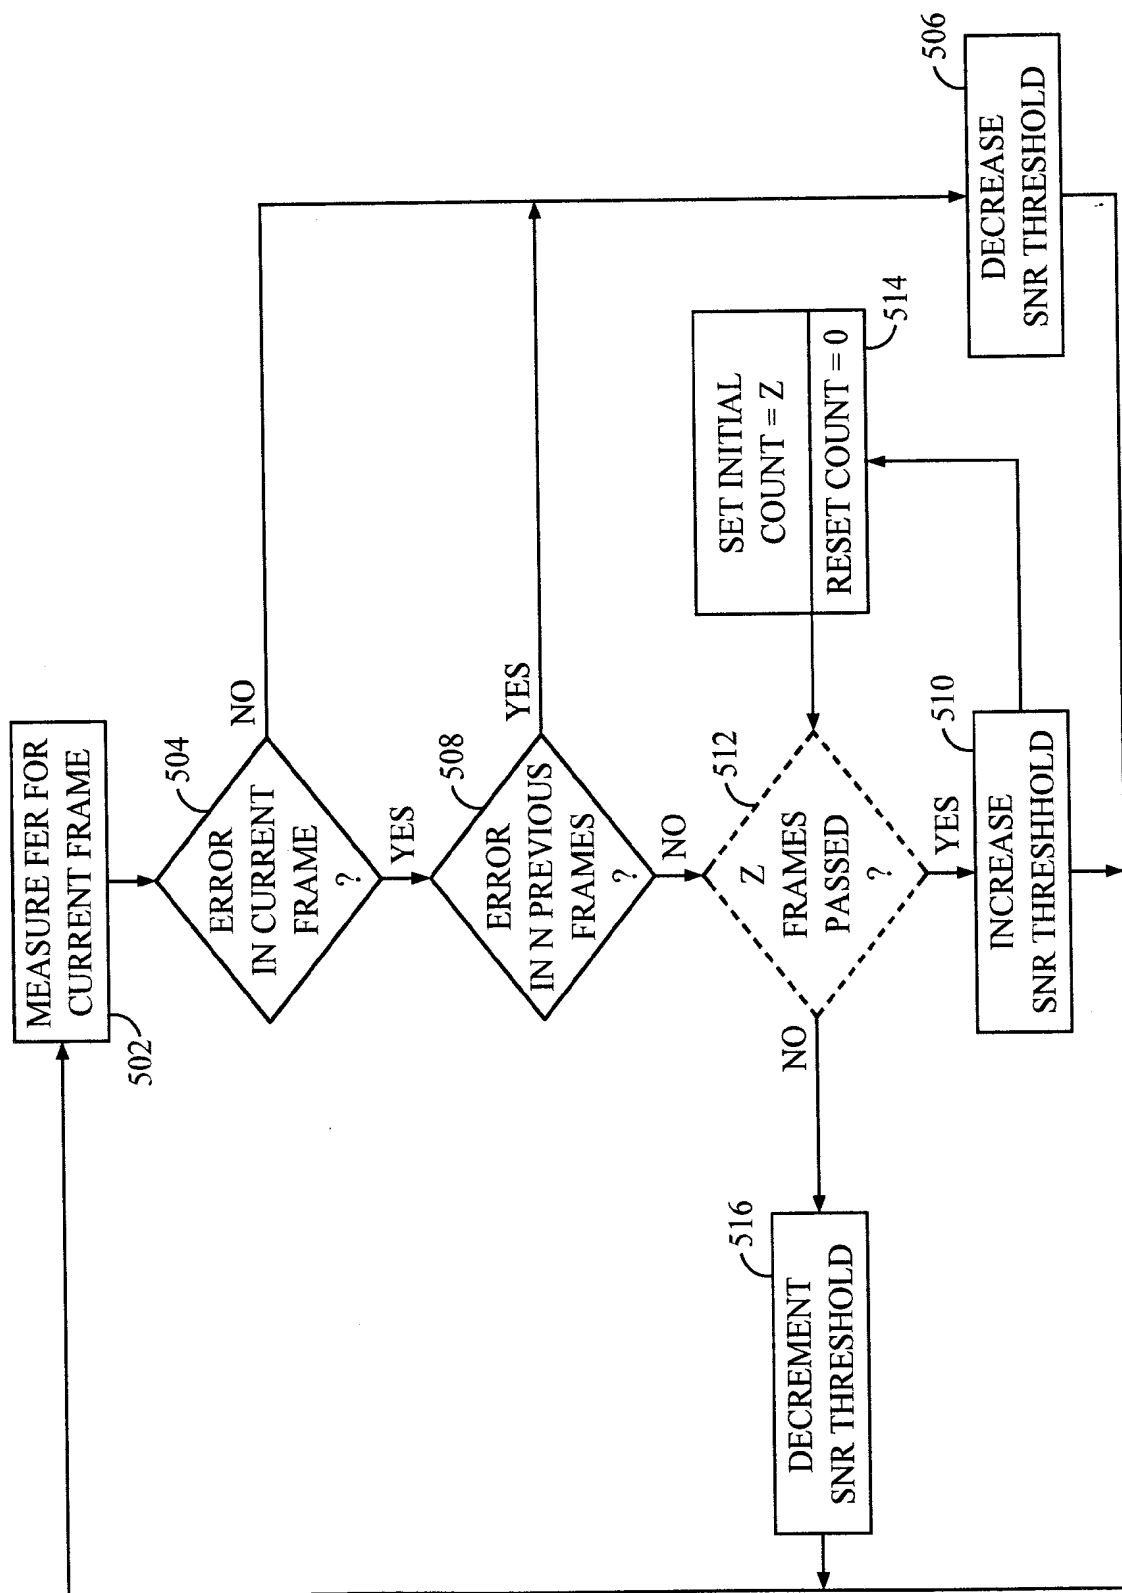 MEASURE FER FOR
CURRENT FRAME
502
504
ERROR
IN CURRENT
FRAME
?
NO
YES
508
ERROR
IN N PREVIOUS
FRAMES
?
YES
NO
512
Z
FRAMES
PASSED
?
NO
YES
SET INITIAL
COUNT = Z
RESET COUNT = 0
514
516
DECREMENT
SNR THRESHOLD
510
INCREASE
SNR THRESHHOLD
506
DECREASE
SNR THRESHOLD